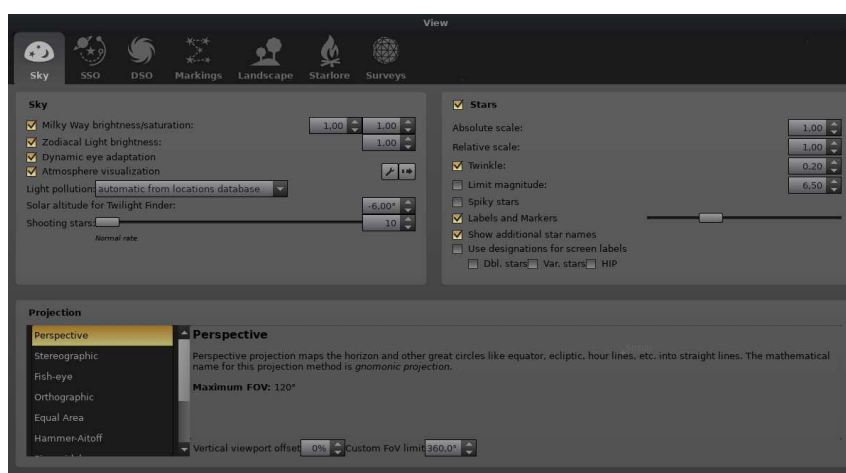 View
Sky SSO DSO Markings Landscape Starlore Surveys
Sky
Milky Way brightness/saturation: 1,00 1,00
Zodiacal Light brightness: 1,00
Dynamic eye adaptation
Atmosphere visualization
Light pollution: automatic from locations database
Solar altitude for Twilight Finder: -6,00°
Shooting stars: 10
Normal rate
Stars
Absolute scale: 1,00
Relative scale: 1,00
Twinkle: 0,20
Limit magnitude: 6,50
Spiky stars
Labels and Markers
Show additional star names
Use designations for screen labels
Dbl. stars Var. stars HIP
Projection
Perspective
Stereographic
Fish-eye
Orthographic
Equal Area
Hammer-Aitoff
Perspective
Perspective projection maps the horizon and other great circles like equator, ecliptic, hour lines, etc. into straight lines. The mathematical
name for this projection method is gnomonic projection.
Maximum FOV: 120°
Vertical viewport offset 0% Custom FoV limit 360.0°